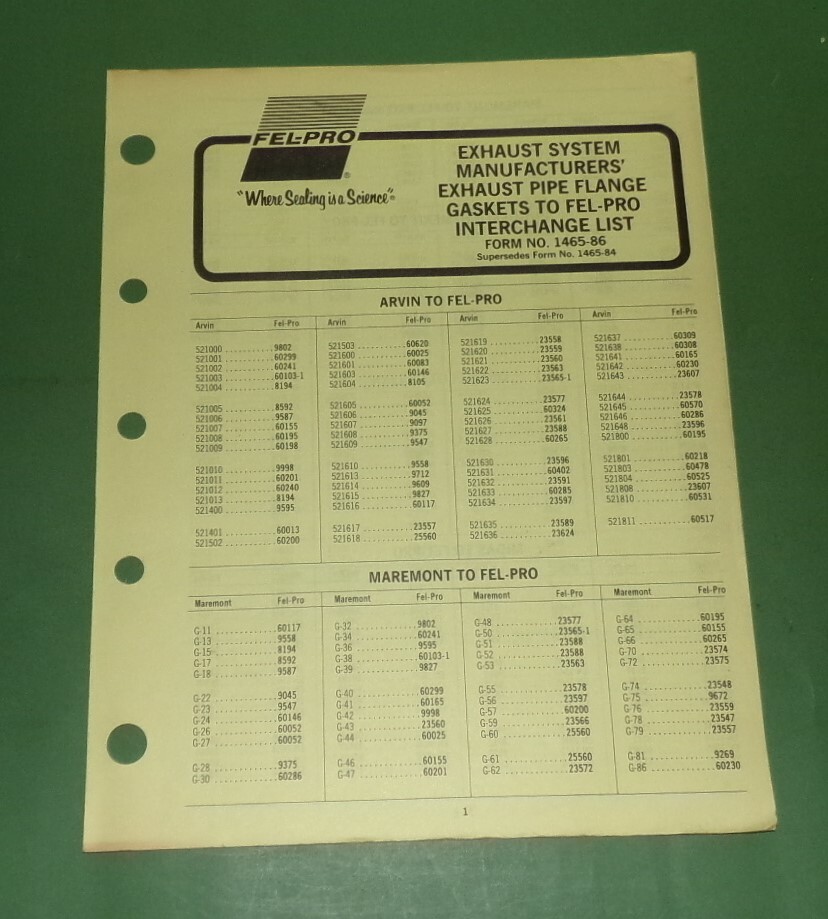 FEL-PRO
®
"Where Sealing is a Science"®
EXHAUST SYSTEM
MANUFACTURERS'
EXHAUST PIPE FLANGE
GASKETS TO FEL-PRO
INTERCHANGE LIST
FORM NO. 1465-86
Supersedes Form No. 1465-84
ARVIN TO FEL-PRO
Arvin Fel-Pro
521000 9802
521001 60299
521002 60241
521003 60103-1
521004 8194
521005 8592
521006 9587
521007 60155
521008 60195
521009 60198
521010 9998
521011 60201
521012 60240
521013 8194
521400 9595
521401 60013
521502 60200
Arvin Fel-Pro
521503 60620
521600 60025
521601 60083
521603 60146
521604 8105
521605 60052
521606 9045
521607 9097
521608 9375
521609 9547
521610 9558
521613 9712
521614 9609
521615 9827
521616 60117
521617 23557
521618 25560
Arvin Fel-Pro
521619 23558
521620 23559
521621 23560
521622 23563
521623 23565-1
521624 23577
521625 60324
521626 23561
521627 23588
521628 60265
521630 23596
521631 60402
521632 23591
521633 60285
521634 23597
521635 23589
521636 23624
Arvin Fel-Pro
521637 60309
521638 60308
521641 60165
521642 60230
521643 23607
521644 23578
521645 60570
521646 60286
521648 23596
521800 60195
521801 60218
521803 60478
521804 60525
521808 23607
521810 60531
521811 60517
MAREMONT TO FEL-PRO
Maremont Fel-Pro
G-11 60117
G-13 9558
G-15 8194
G-17 8592
G-18 9587
G-22 9045
G-23 9547
G-24 60146
G-26 60052
G-27 60052
G-28 9375
G-30 60286
Maremont Fel-Pro
G-32 9802
G-34 60241
G-36 9595
G-38 60103-1
G-39 9827
G-40 60299
G-41 60165
G-42 9998
G-43 23560
G-44 60025
G-46 60155
G-47 60201
Maremont Fel-Pro
G-48 23577
G-50 23565-1
G-51 23588
G-52 23588
G-53 23563
G-55 23578
G-56 23597
G-57 60200
G-59 23566
G-60 25560
G-61 25560
G-62 23572
Maremont Fel-Pro
G-64 60195
G-65 60155
G-66 60265
G-70 23574
G-72 23575
G-74 23548
G-75 9672
G-76 23559
G-78 23547
G-79 23557
G-81 9269
G-86 60230
1